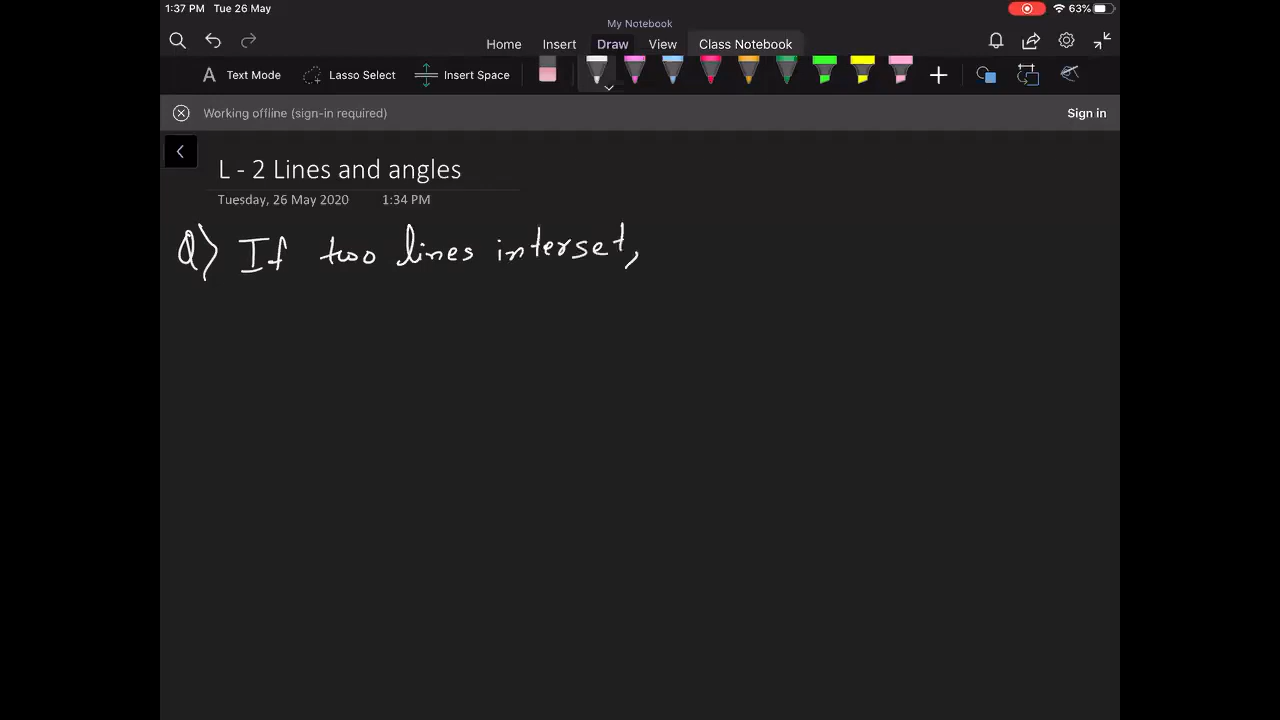 1:37 PM Tue 26 May 63%
My Notebook
Home Insert Draw View Class Notebook
A Text Mode Lasso Select Insert Space
Working offline (sign-in required) Sign in
L - 2 Lines and angles
Tuesday, 26 May 2020 1:34 PM
Q) If two lines interset,